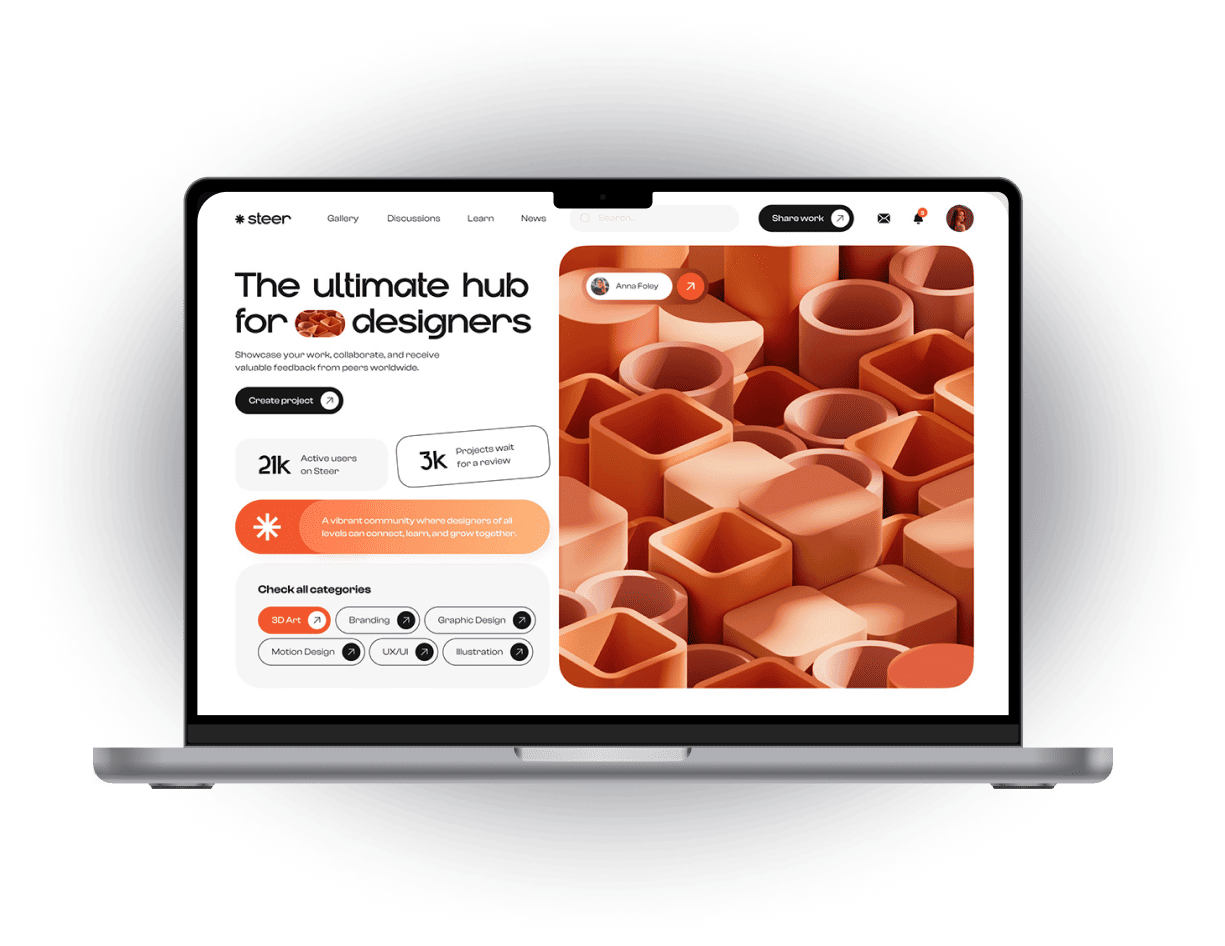 steer
Gallery
Discussions
Learn
News
Search...
Share work
3
The ultimate hub
for designers
Showcase your work, collaborate, and receive
valuable feedback from peers worldwide.
Create project
21k
Active users
on Steer
3k
Projects wait
for a review
A vibrant community where designers of all
levels can connect, learn, and grow together.
Check all categories
3D Art
Branding
Graphic Design
Motion Design
UX/UI
Illustration
Anna Foley